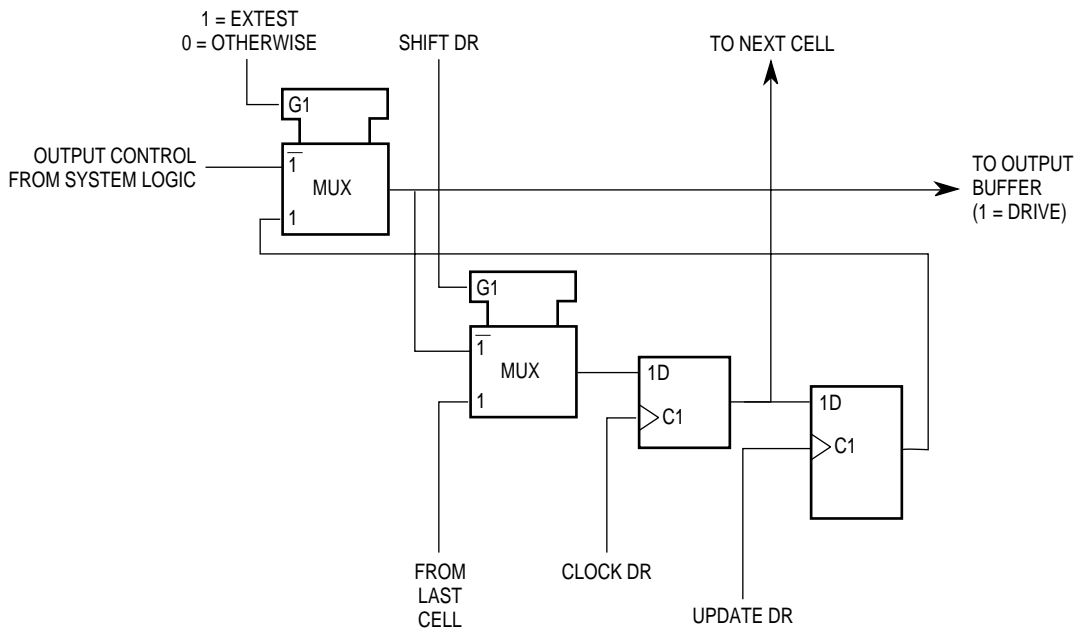 1 = EXTEST
0 = OTHERWISE
SHIFT DR
TO NEXT CELL
G1
OUTPUT CONTROL
FROM SYSTEM LOGIC
1
MUX
1
TO OUTPUT
BUFFER
(1 = DRIVE)
G1
1
MUX
1
1D
C1
1D
C1
FROM
LAST
CELL
CLOCK DR
UPDATE DR